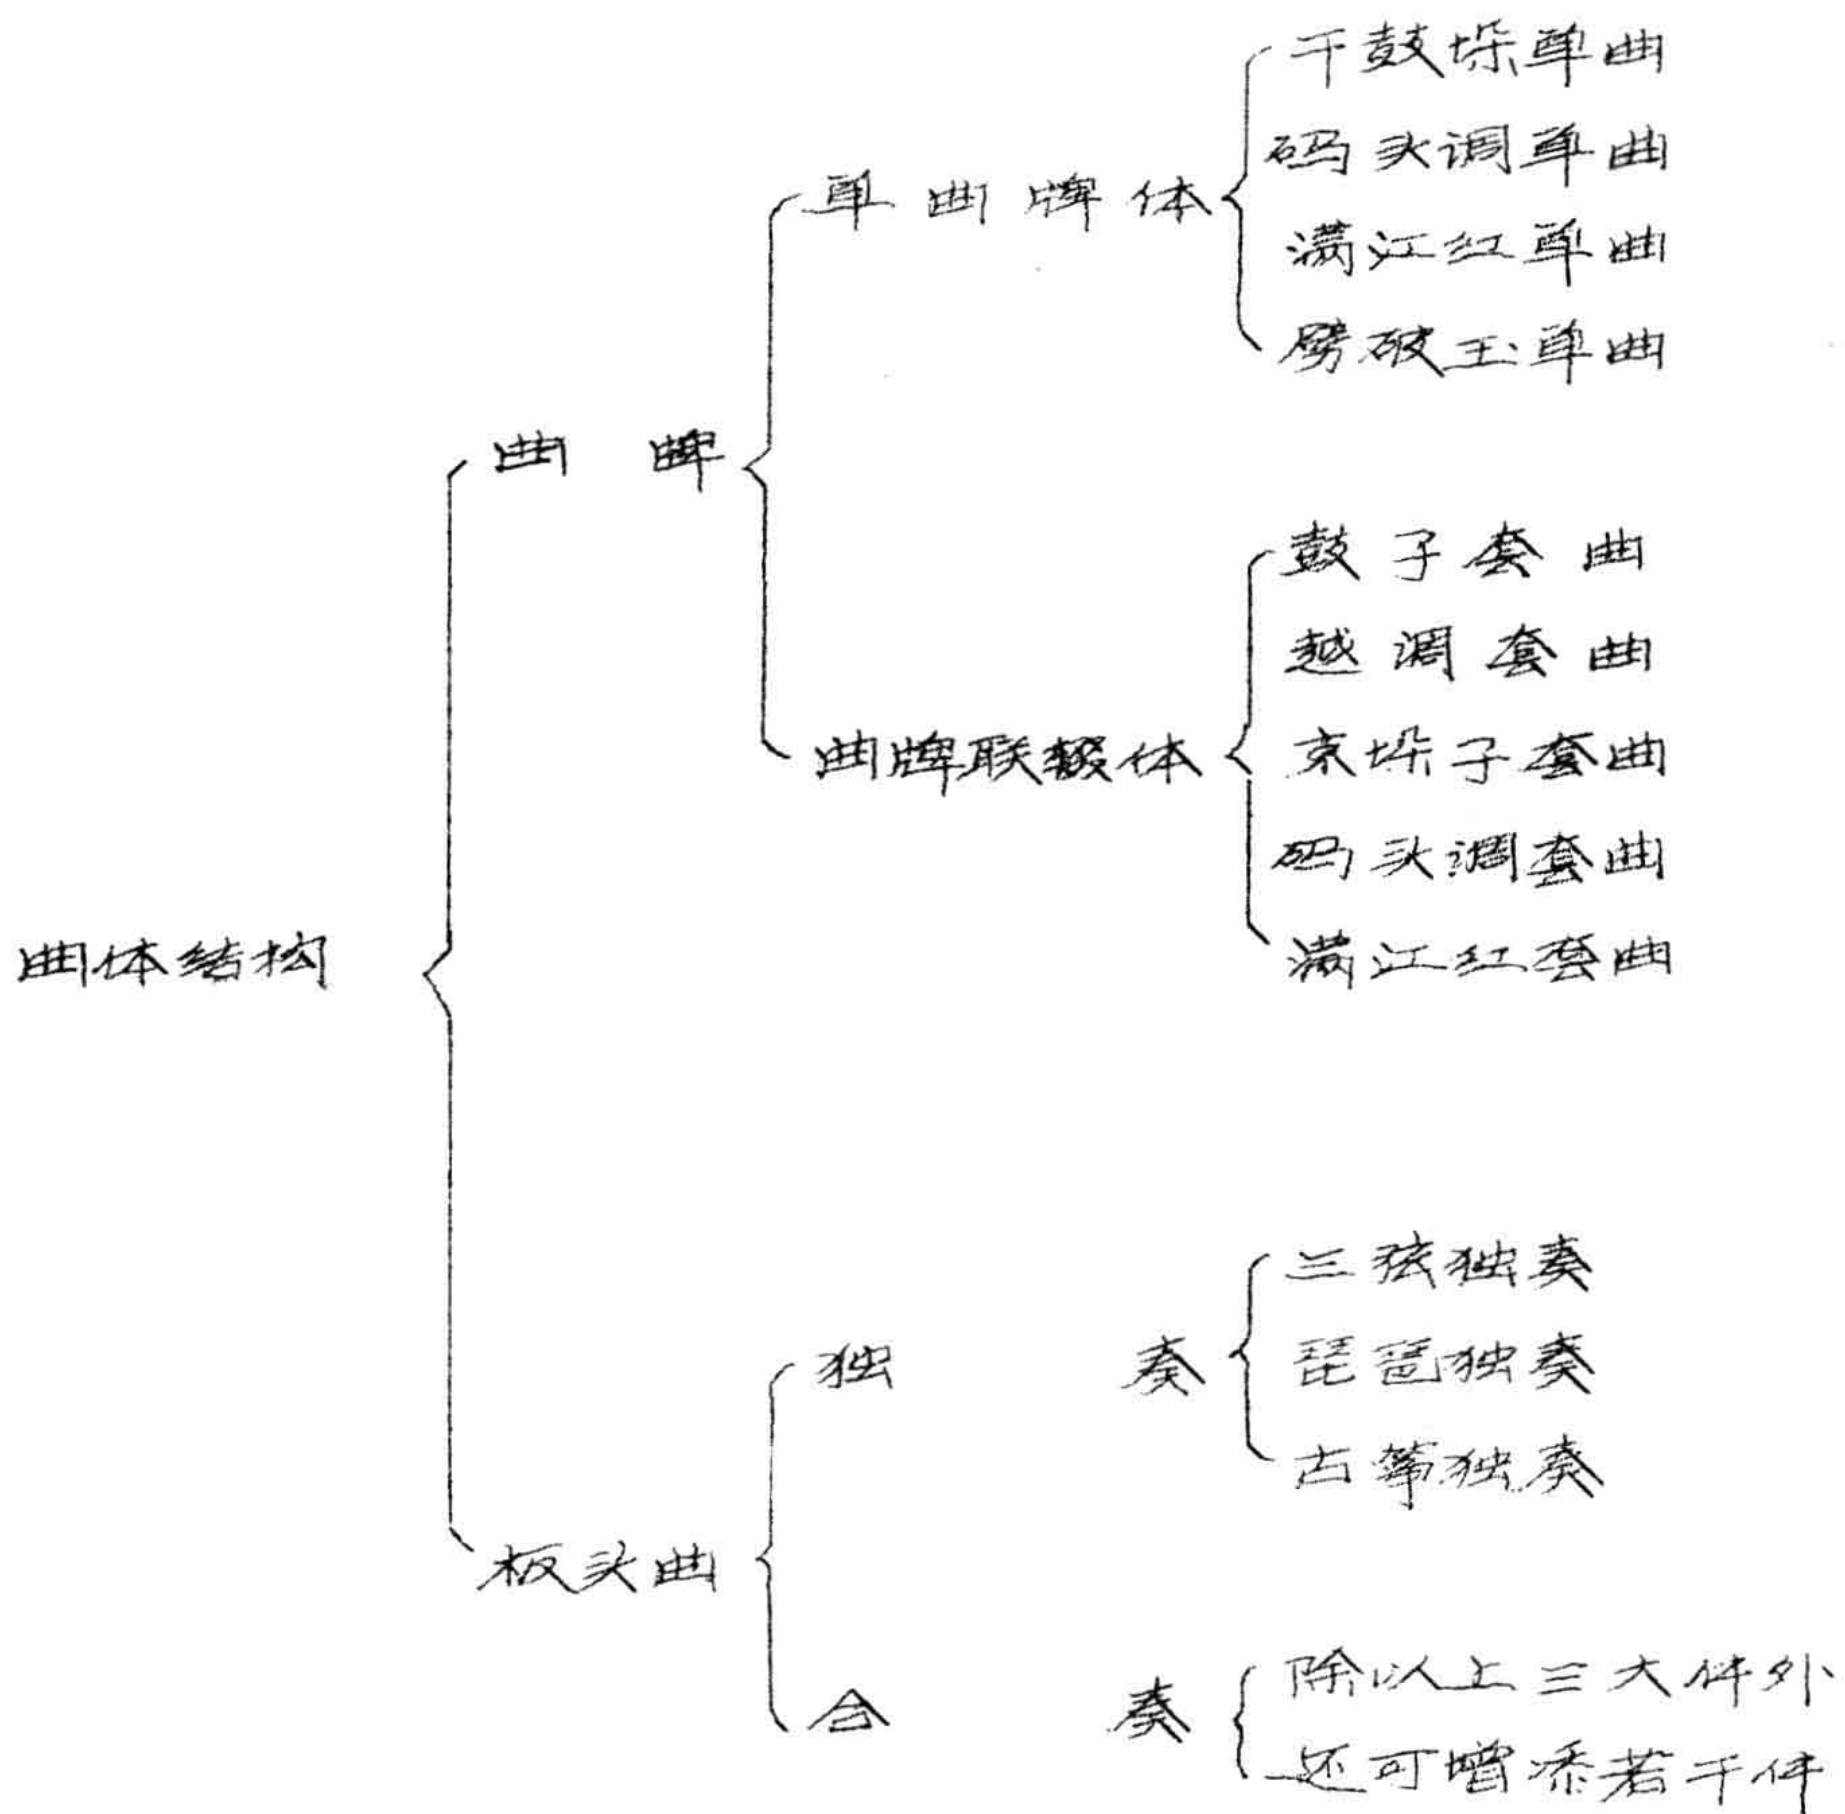 曲体结构
曲牌
单曲牌体
干鼓垛单曲
码头调单曲
满江红单曲
劈破玉单曲
曲牌联缀体
鼓子套曲
越调套曲
京垛子套曲
码头调套曲
满江红套曲
板头曲
独奏
三弦独奏
琵琶独奏
古筝独奏
合奏
除以上三大件外
还可增添若干件